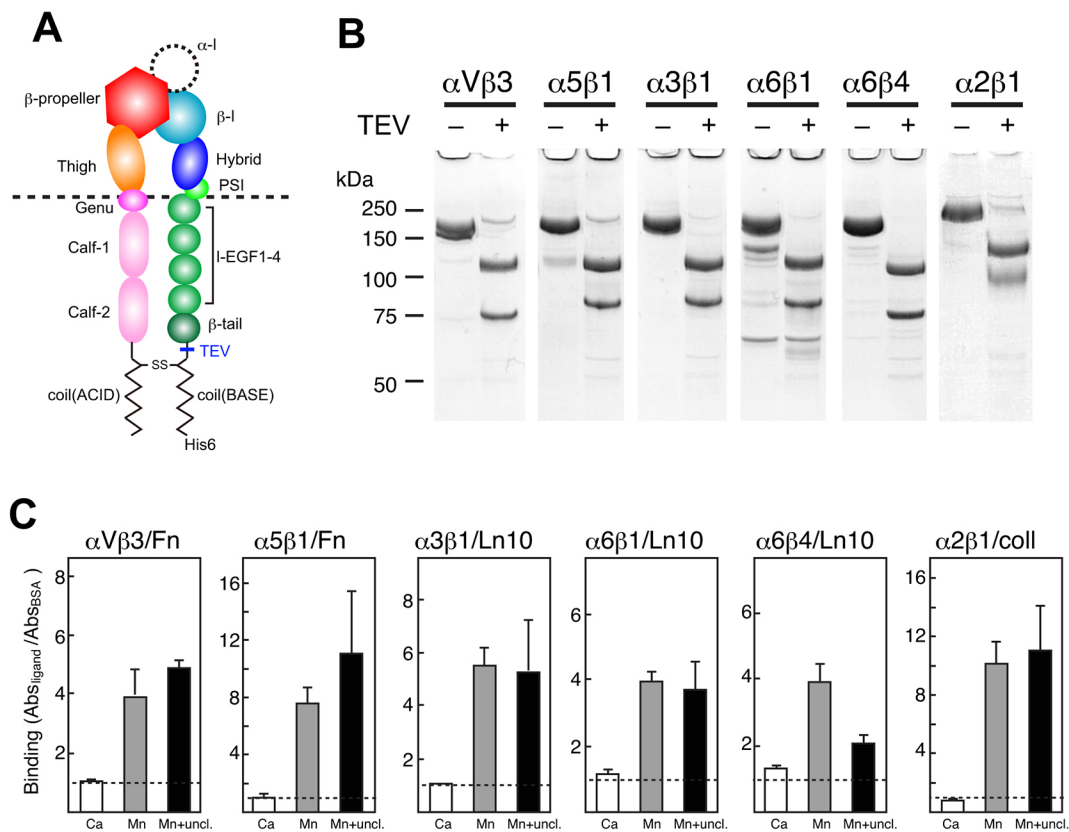 A
α-I
β-propeller
β-I
Thigh
Hybrid
PSI
Genu
Calf-1
I-EGF1-4
Calf-2
β-tail
TEV
SS
coil(ACID)
coil(BASE)
His6
B
αVβ3 α5β1 α3β1 α6β1 α6β4 α2β1
TEV – + – + – + – + – + – +
kDa
250
150
100
75
50
C
αVβ3/Fn α5β1/Fn α3β1/Ln10 α6β1/Ln10 α6β4/Ln10 α2β1/coll
Binding (Absligand/AbsBSA)
8
6
4
2
Ca Mn Mn+uncl.
16
12
8
4
Ca Mn Mn+uncl.
8
6
4
2
Ca Mn Mn+uncl.
6
4
2
Ca Mn Mn+uncl.
6
4
2
Ca Mn Mn+uncl.
16
12
8
4
Ca Mn Mn+uncl.